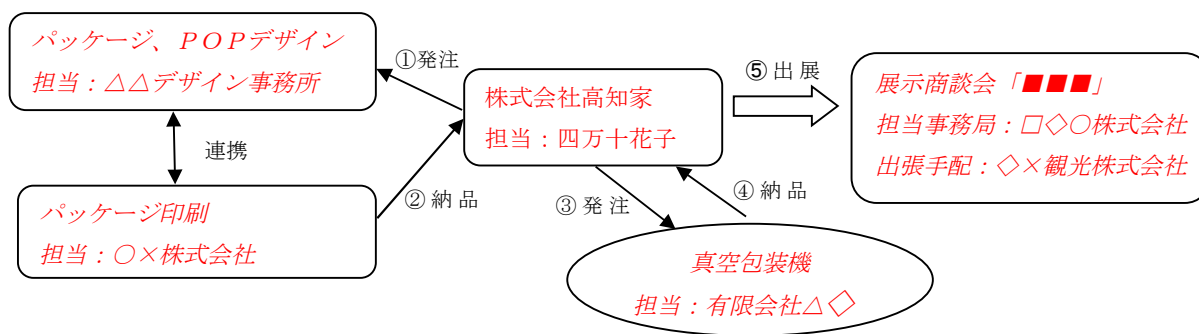 パッケージ、ＰＯＰデザイン
担当：△△デザイン事務所
①発注
連携
パッケージ印刷
担当：○×株式会社
②納品
株式会社高知家
担当：四万十花子
③発注
④納品
真空包装機
担当：有限会社△◇
⑤出展
展示商談会「■■■」
担当事務局：□◇○株式会社
出張手配：◇×観光株式会社